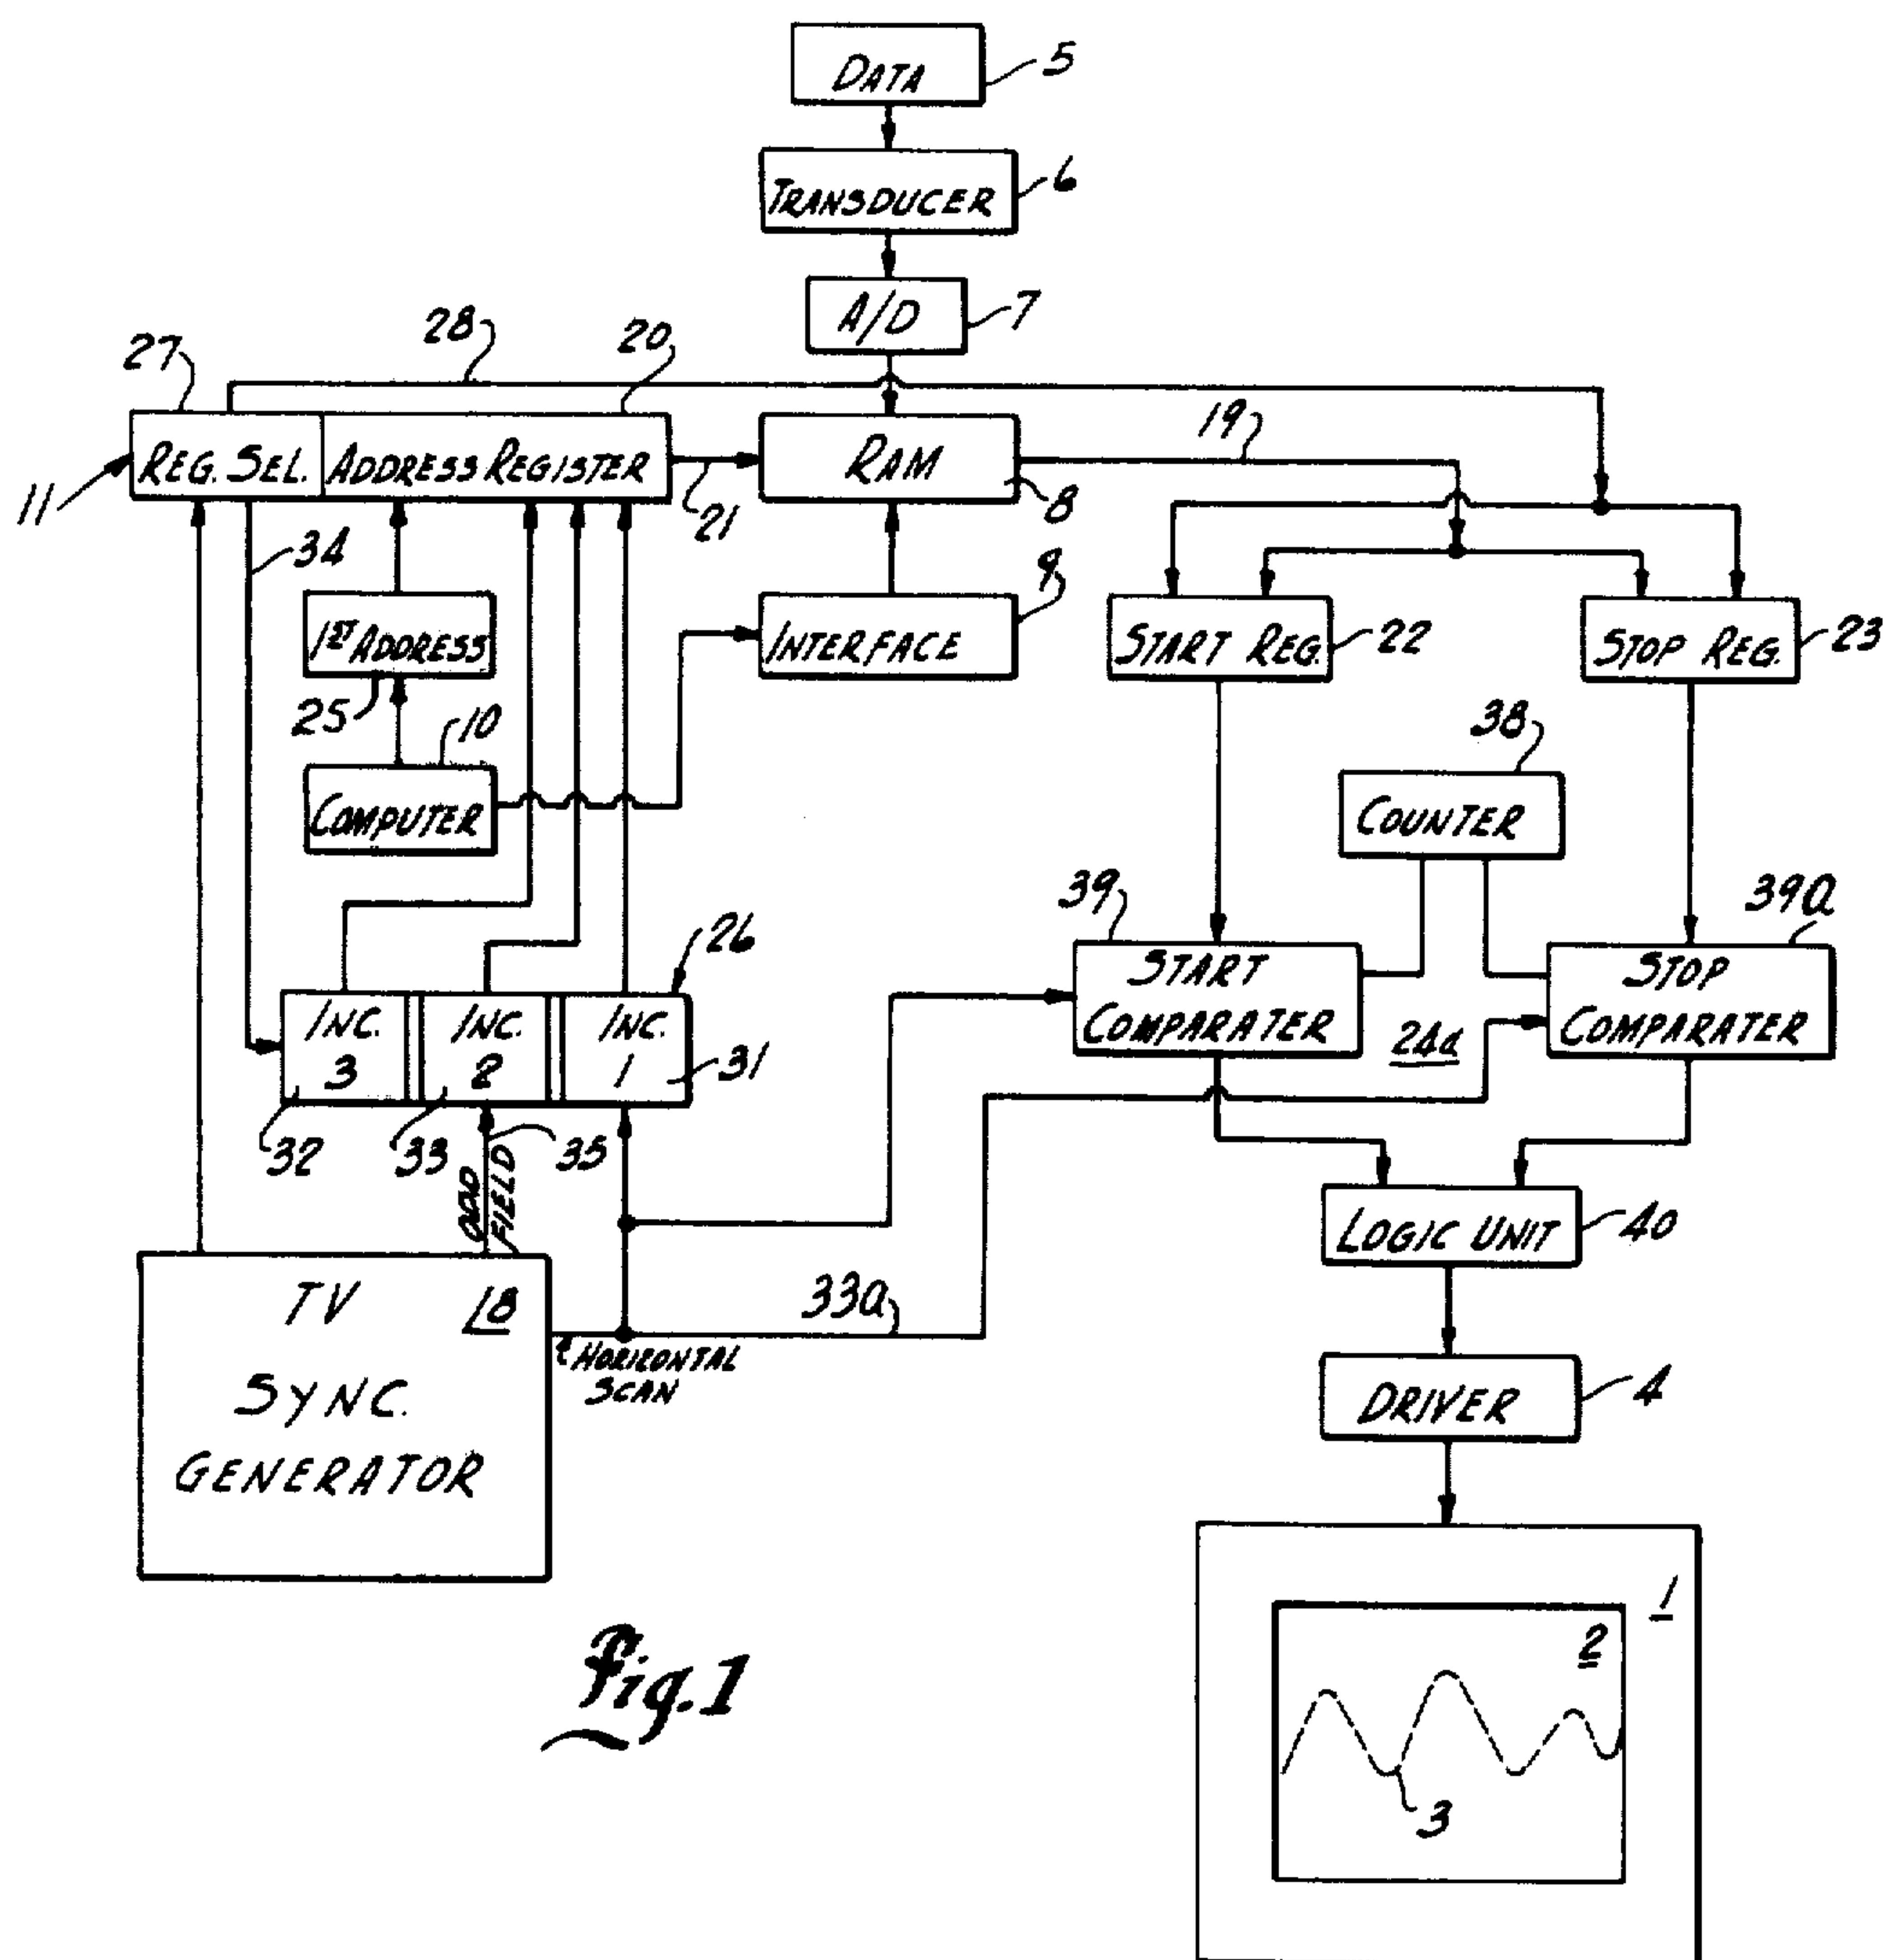 DATA
5
TRANSDUCER
6
A/D
7
27
28
20
REG. SEL.
ADDRESS REGISTER
11
21
RAM
8
19
34
1ST ADDRESS
25
10
COMPUTER
INTERFACE
9
START REG.
22
STOP REG.
23
38
COUNTER
39
START
COMPARATER
24a
39a
STOP
COMPARATER
26
INC.
3
INC.
2
INC.
1
31
32
33
35
ODD
FIELD
TV
18
SYNC.
GENERATOR
HORIZONTAL
SCAN
33a
LOGIC UNIT
40
DRIVER
4
1
2
3
Fig. 1